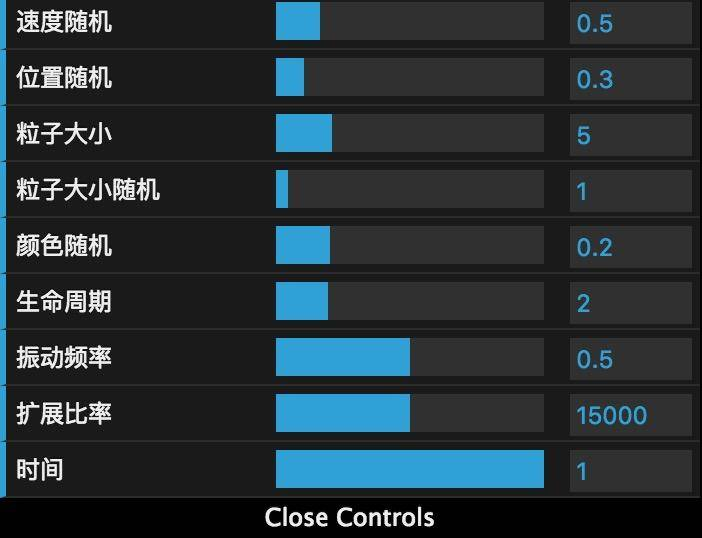 速度随机 0.5
位置随机 0.3
粒子大小 5
粒子大小随机 1
颜色随机 0.2
生命周期 2
振动频率 0.5
扩展比率 15000
时间 1
Close Controls